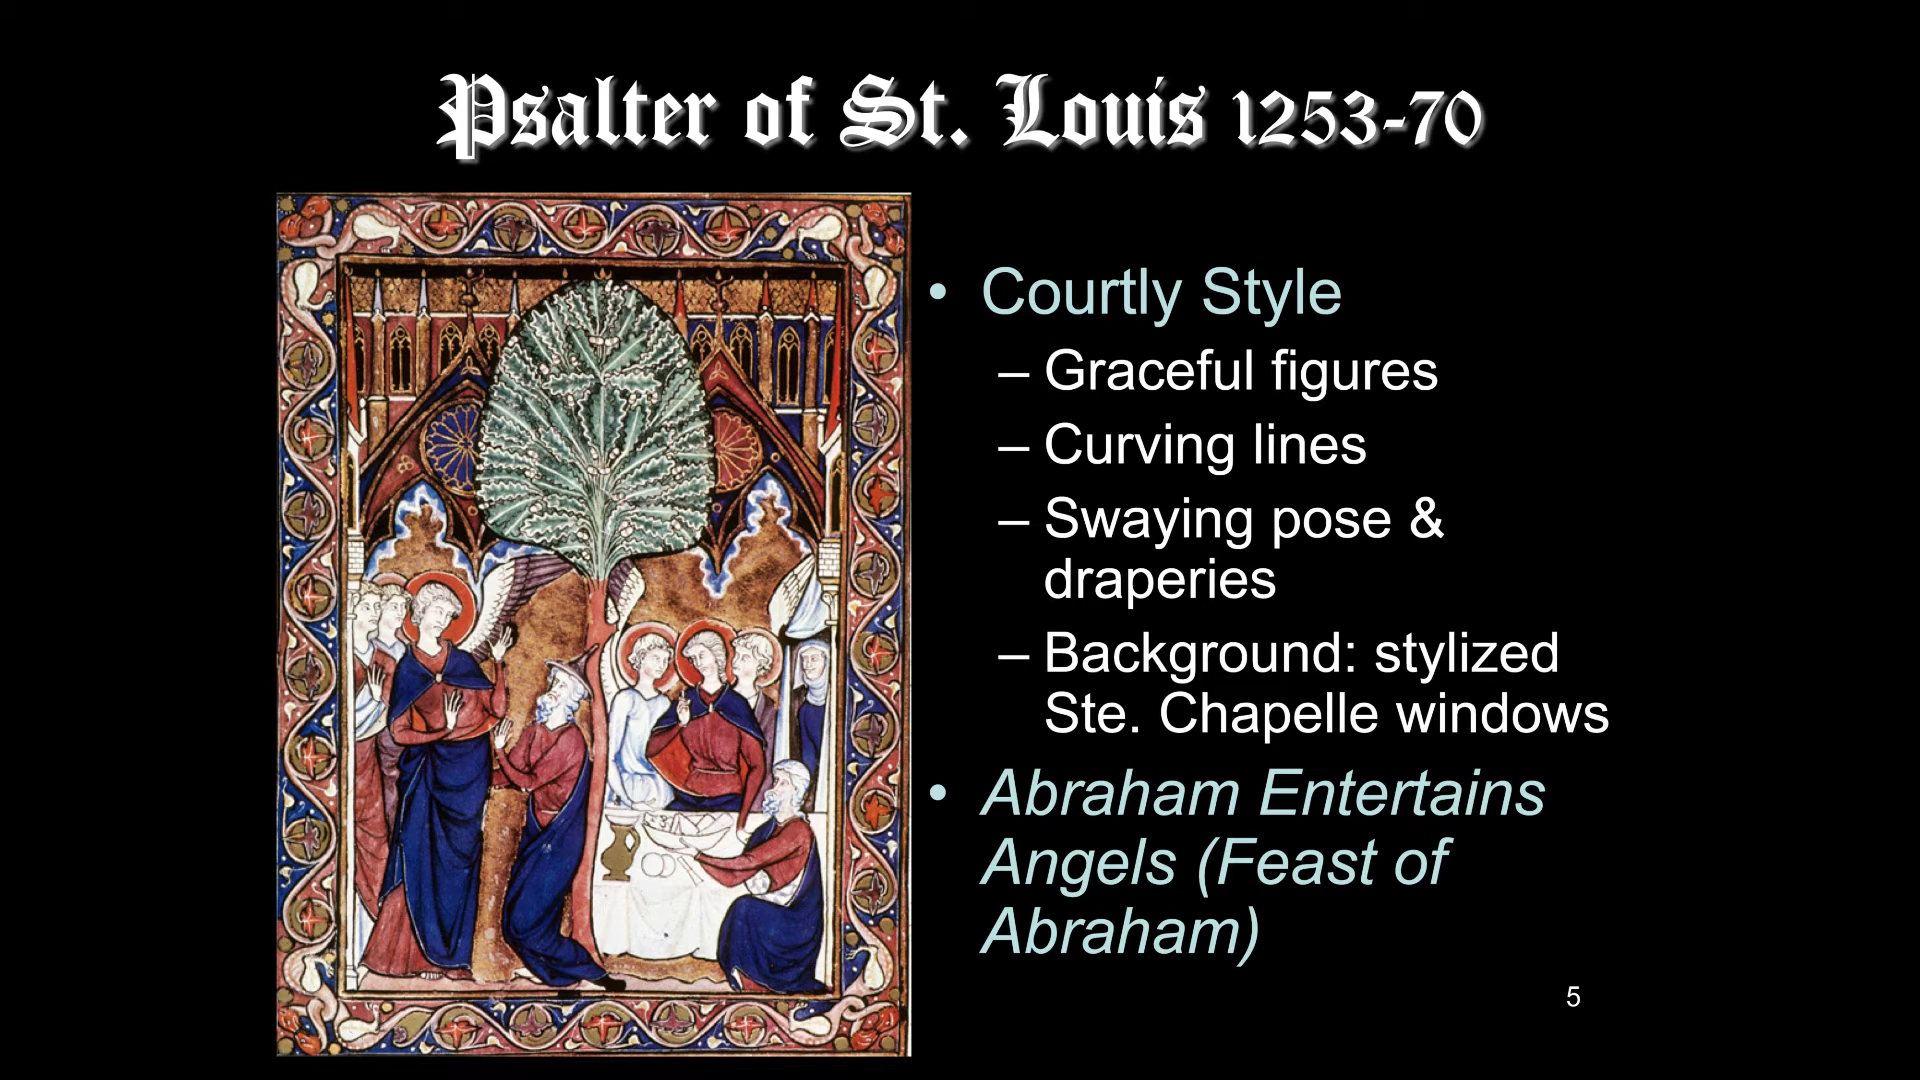 Psalter of St. Louis 1253-70
• Courtly Style
– Graceful figures
– Curving lines
– Swaying pose &
draperies
– Background: stylized
Ste. Chapelle windows
• Abraham Entertains
Angels (Feast of
Abraham)
5